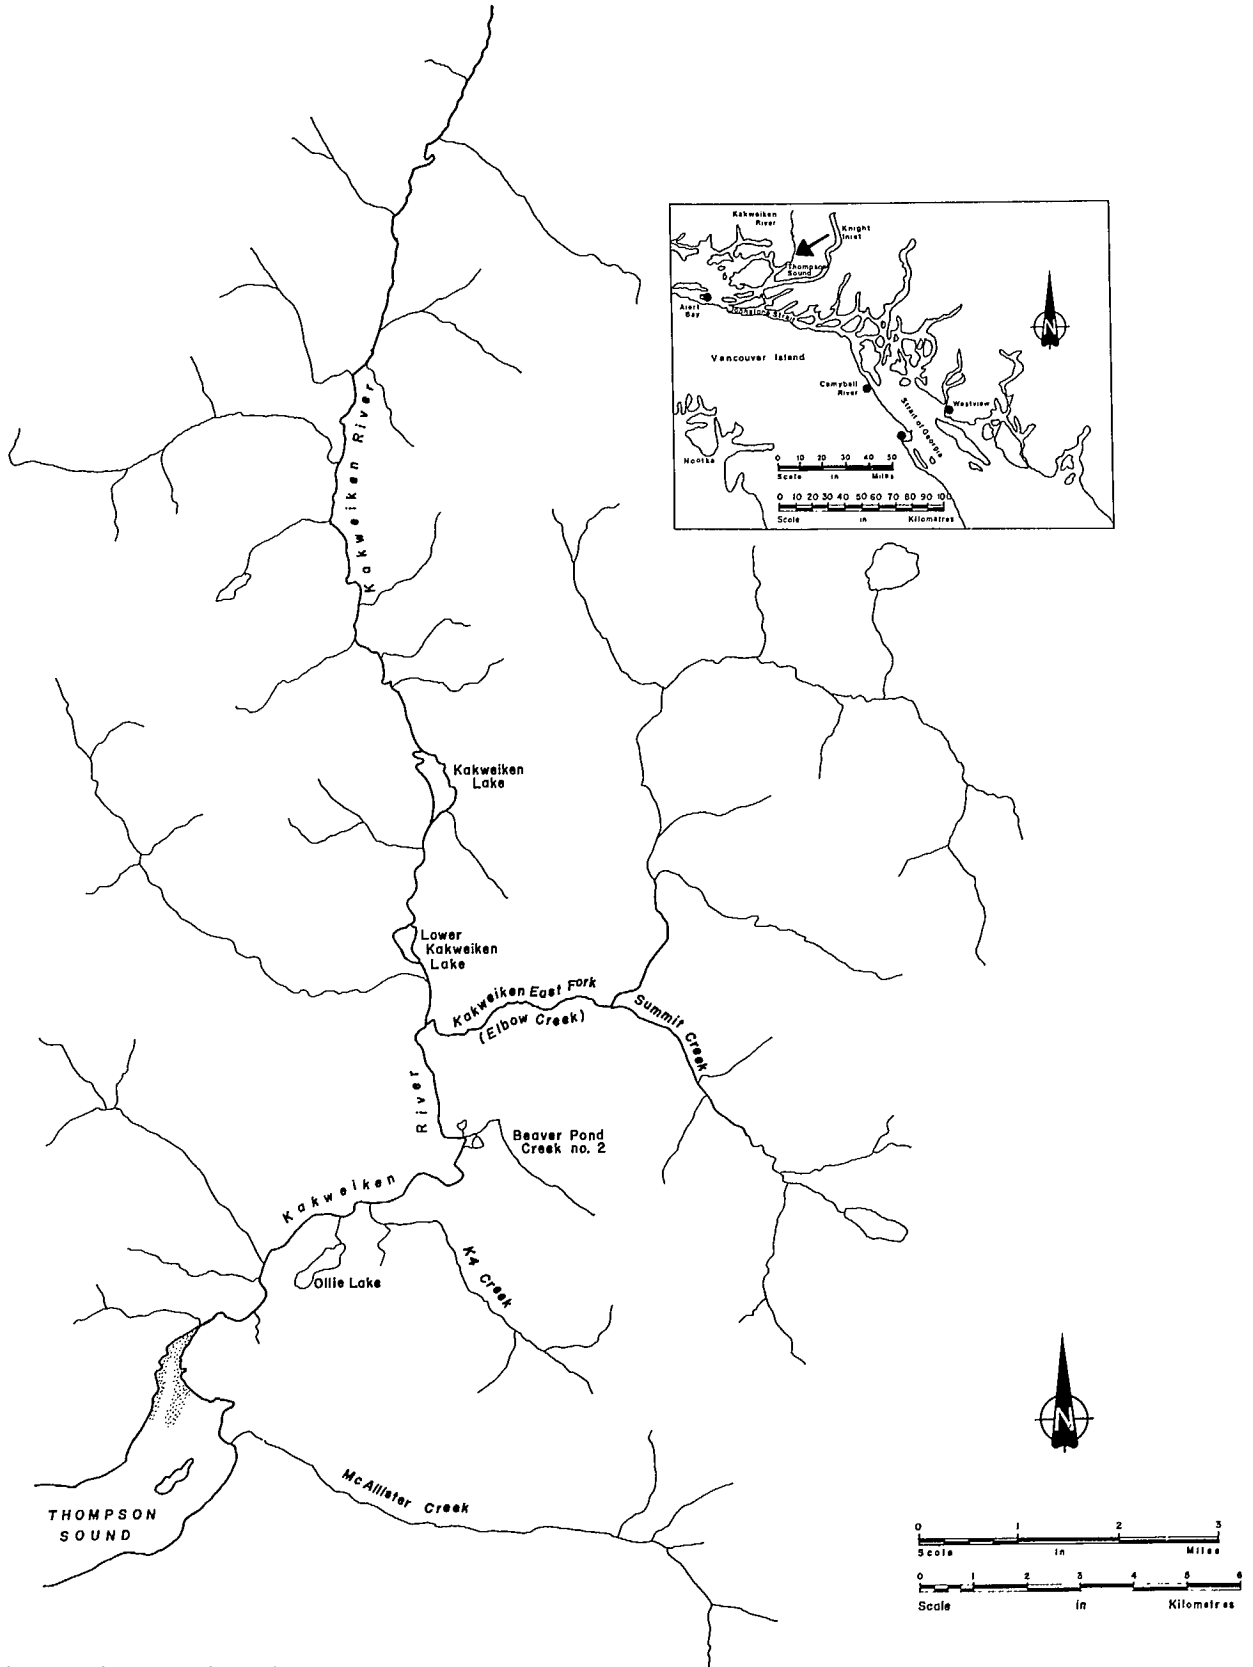 Kakweiken
River
Knight
Inlet
Thompson
Sound
Alert
Bay
Johnstone Strait
Vancouver Island
N
Campbell
River
Strait of Georgia
Westview
Nootka
0 10 20 30 40 50
Scale in Miles
0 10 20 30 40 50 60 70 80 90 100
Scale in Kilometres
Kakweiken River
Kakweiken
Lake
Lower
Kakweiken
Lake
Kakweiken East Fork
(Elbow Creek)
Summit Creek
Kakweiken River
Beaver Pond
Creek no. 2
Ollie Lake
K4 Creek
N
McAllister Creek
THOMPSON
SOUND
0 1 2 3
Scale in Miles
0 1 2 3 4 5 6
Scale in Kilometres